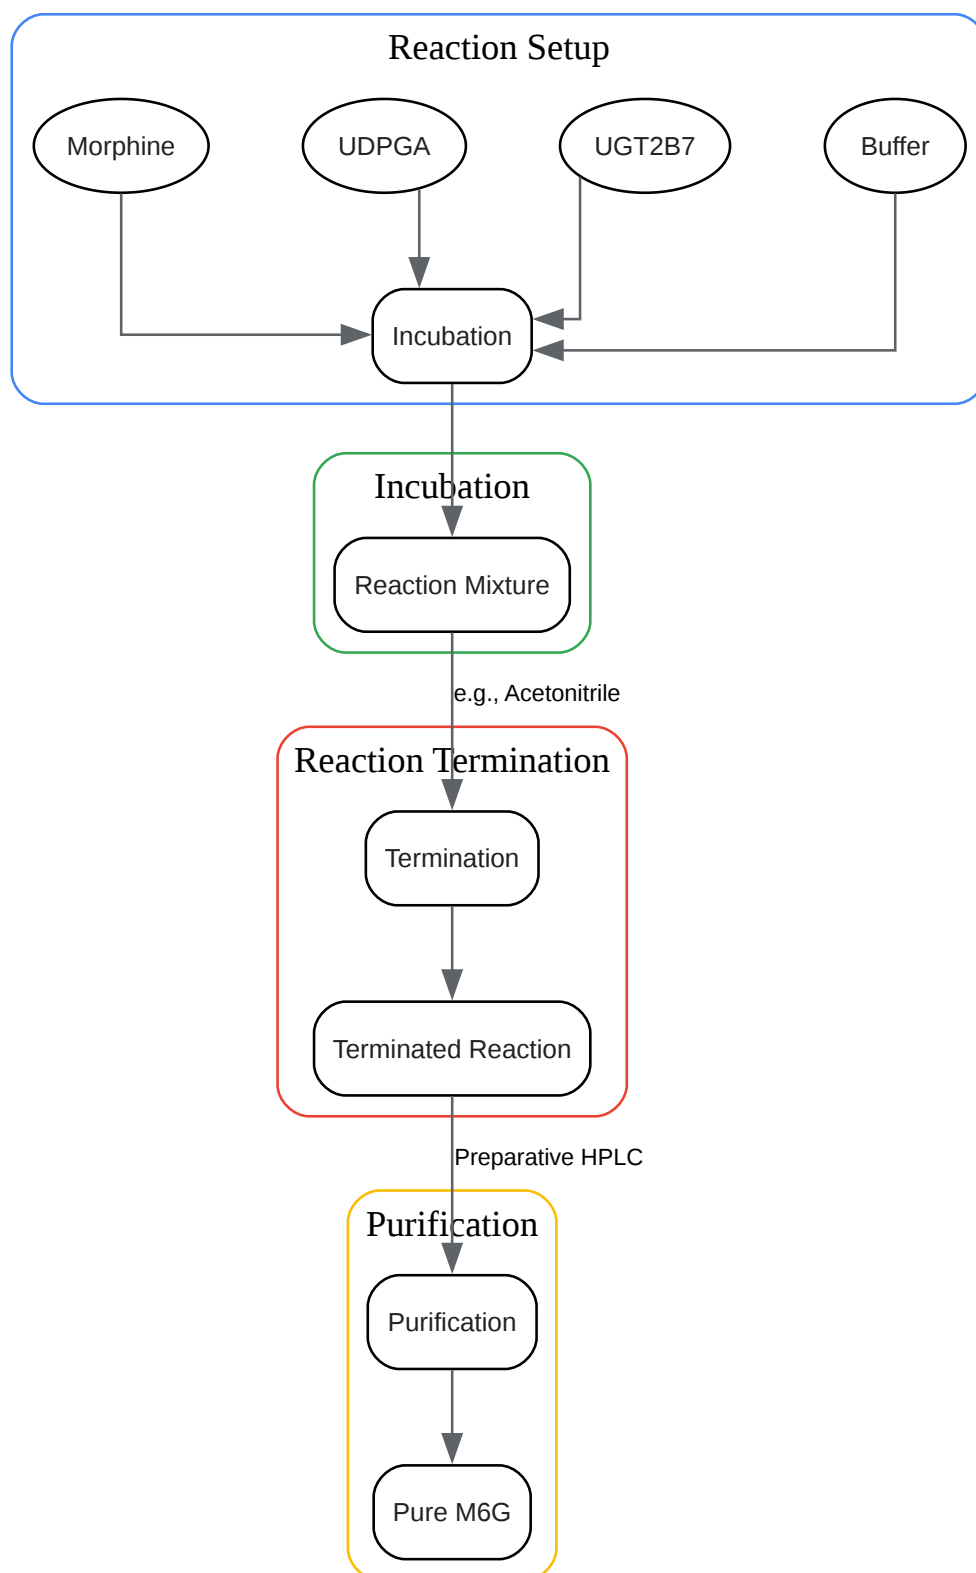 Reaction Setup
Morphine
UDPGA
UGT2B7
Buffer
Incubation
Incubation
Reaction Mixture
e.g., Acetonitrile
Reaction Termination
Termination
Terminated Reaction
Preparative HPLC
Purification
Purification
Pure M6G